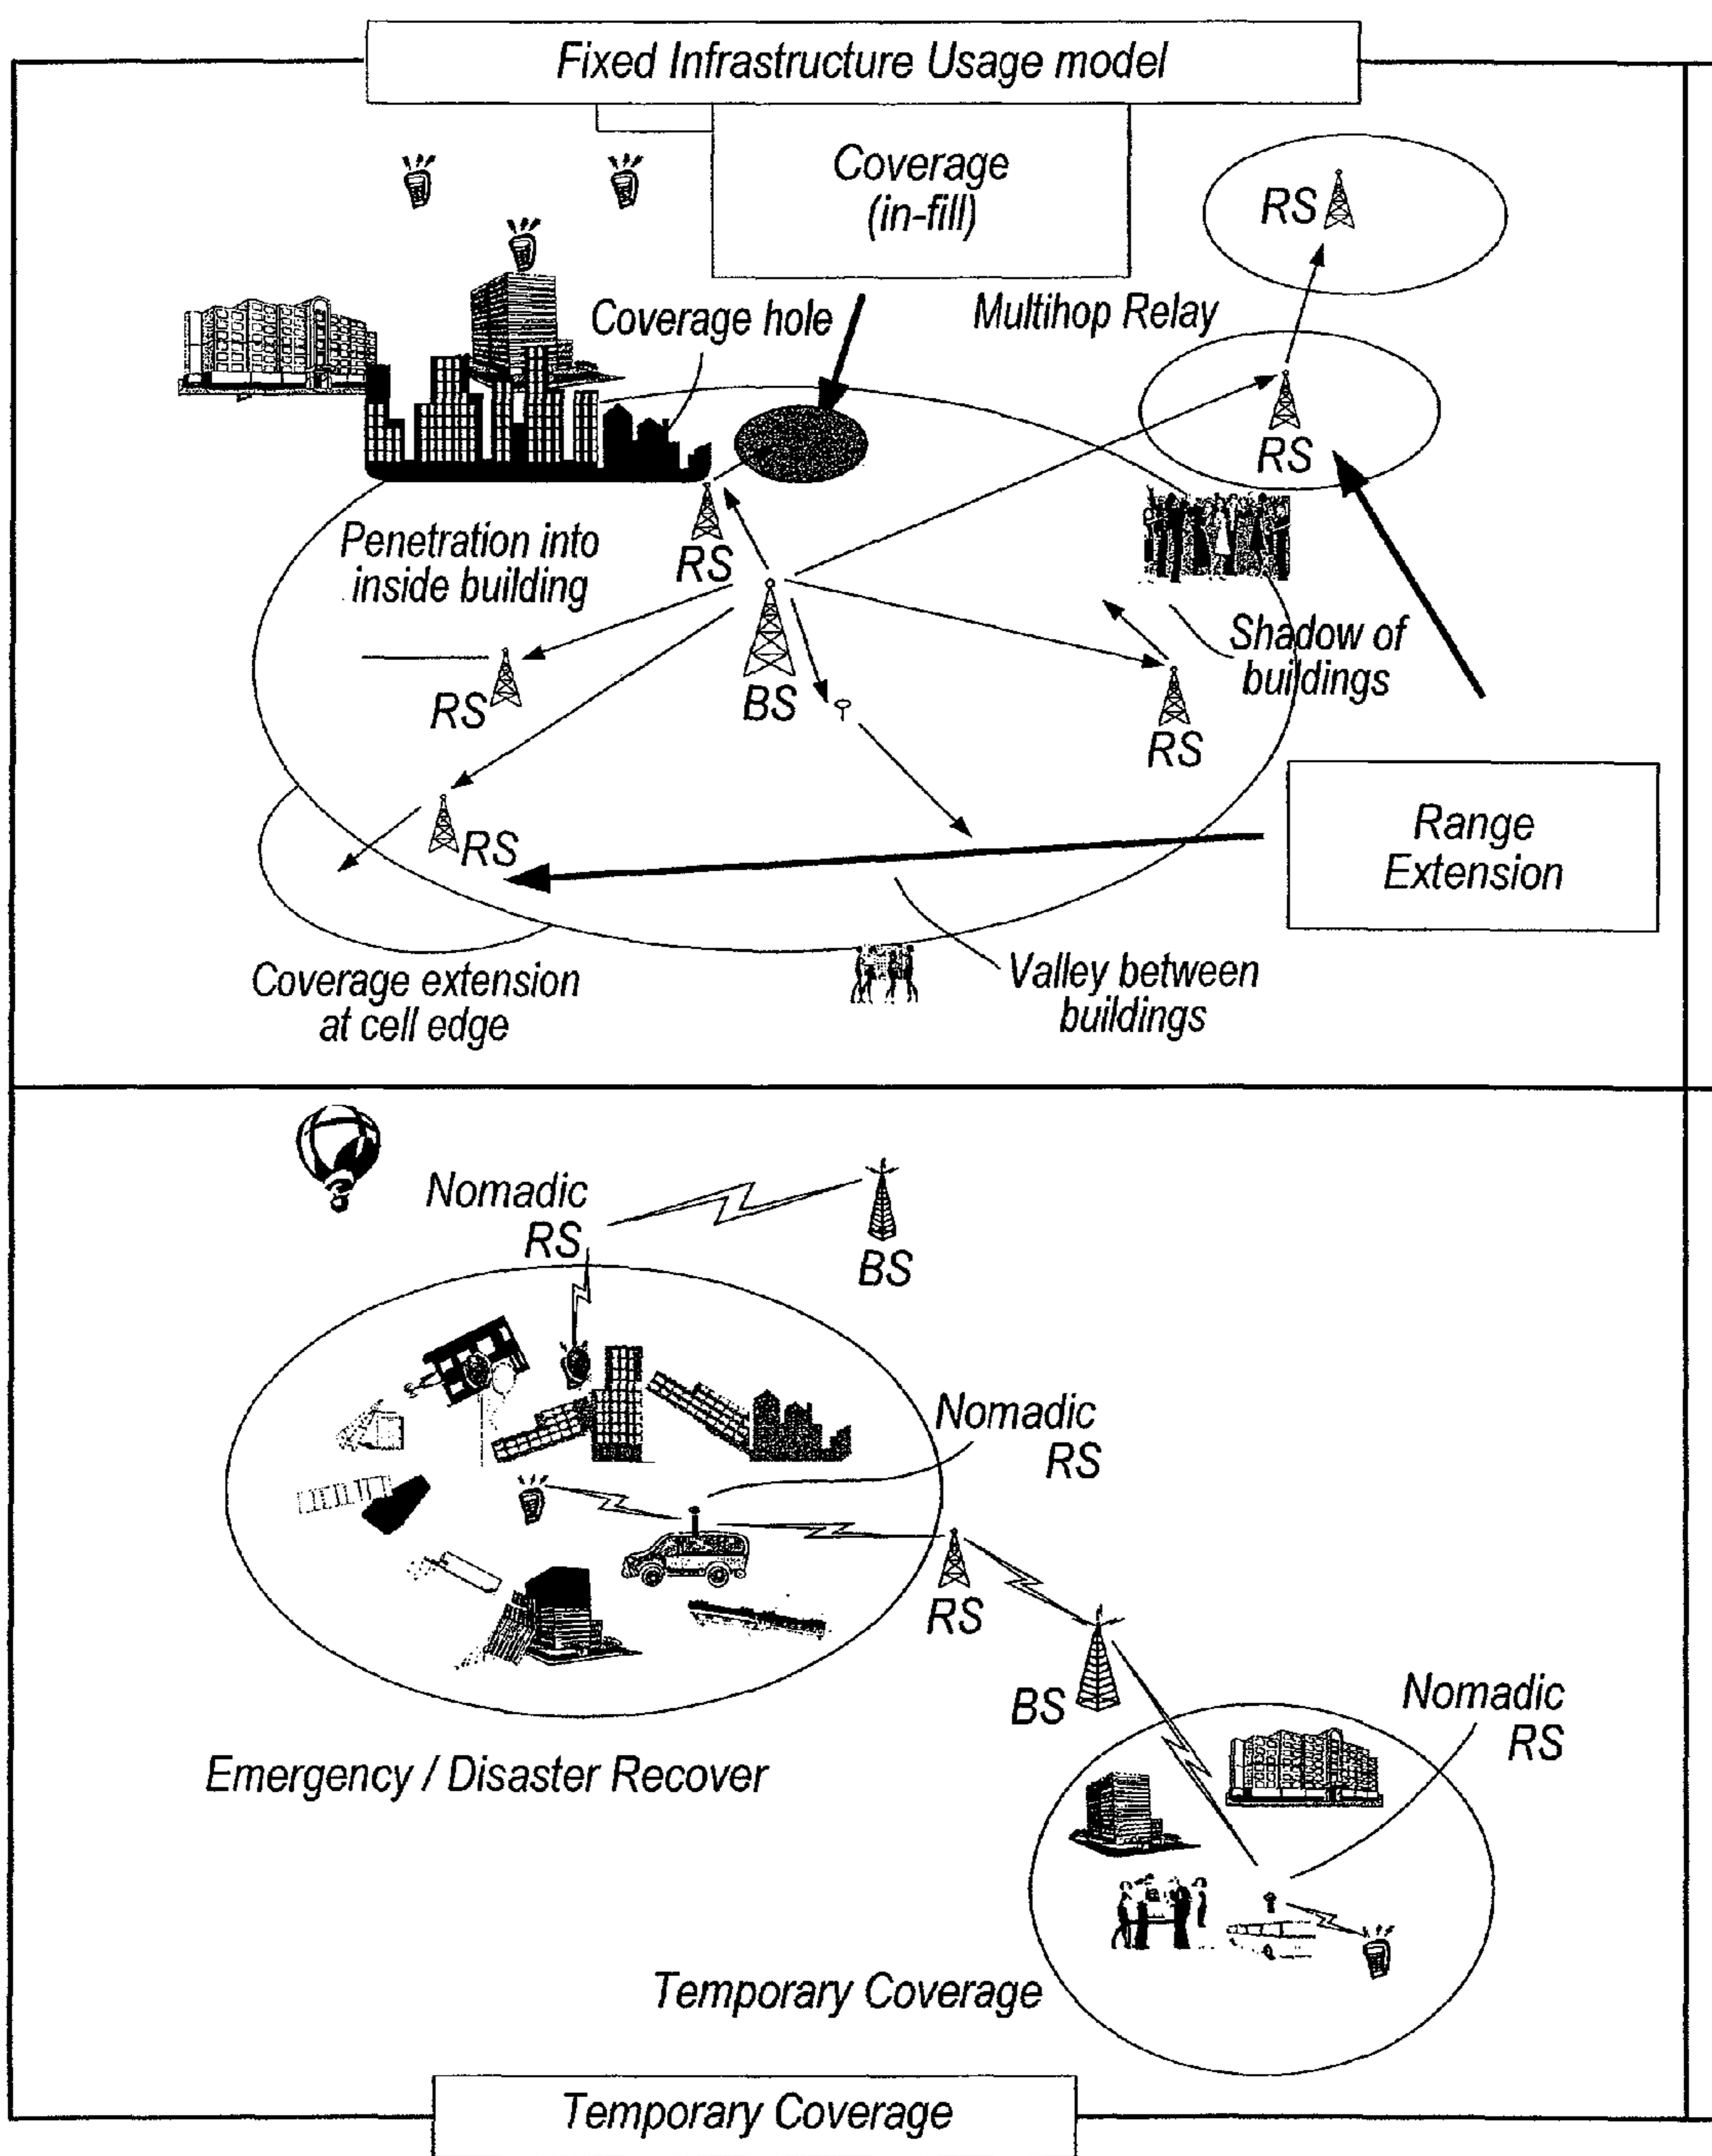 Fixed Infrastructure Usage model
Coverage
(in-fill)
RS
Coverage hole
Multihop Relay
RS
Penetration into
inside building
RS
Shadow of
buildings
RS
BS
RS
RS
Range
Extension
Coverage extension
at cell edge
Valley between
buildings
Nomadic
RS
BS
Nomadic
RS
RS
BS
Nomadic
RS
Emergency / Disaster Recover
Temporary Coverage
Temporary Coverage